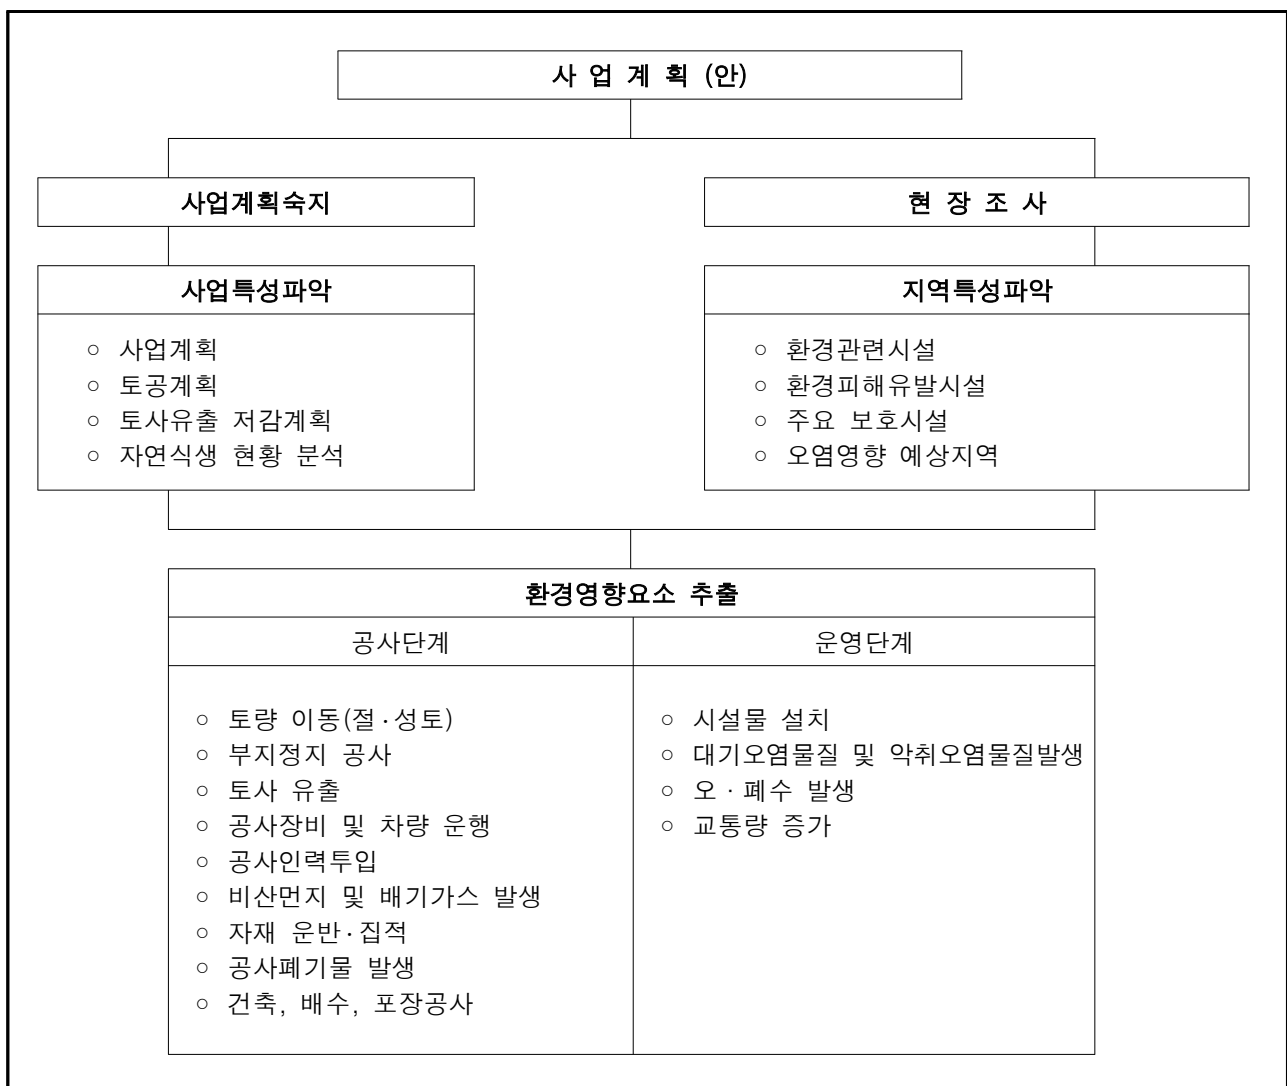 사 업 계 획 (안)
사업계획숙지
현 장 조 사
사업특성파악
○ 사업계획
○ 토공계획
○ 토사유출 저감계획
○ 자연식생 현황 분석
지역특성파악
○ 환경관련시설
○ 환경피해유발시설
○ 주요 보호시설
○ 오염영향 예상지역
환경영향요소 추출
공사단계
○ 토량 이동(절·성토)
○ 부지정지 공사
○ 토사 유출
○ 공사장비 및 차량 운행
○ 공사인력투입
○ 비산먼지 및 배기가스 발생
○ 자재 운반·집적
○ 공사폐기물 발생
○ 건축, 배수, 포장공사
운영단계
○ 시설물 설치
○ 대기오염물질 및 악취오염물질발생
○ 오·폐수 발생
○ 교통량 증가